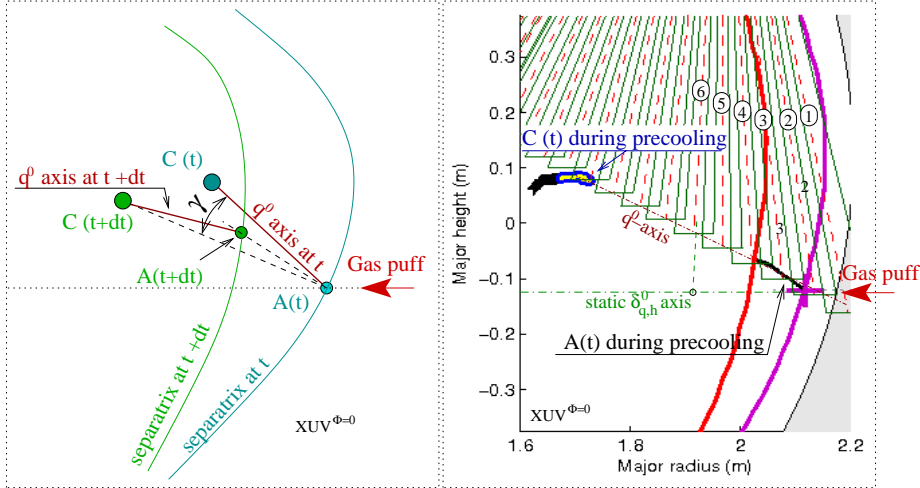 C (t)
q⁰ axis at t +dt
γ
q⁰ axis at t
C (t+dt)
A(t+dt)
Gas puff
A(t)
separatrix at t +dt
separatrix at t
XUV^Φ=0
0.3
0.2
0.1
0
−0.1
−0.2
−0.3
Major height (m)
6
5
4
3
2
1
C (t) during precooling
2
3
q⁰-axis
Gas puff
static δ⁰q,h axis
A(t) during precooling
XUV^Φ=0
1.6
1.8
2
2.2
Major radius (m)